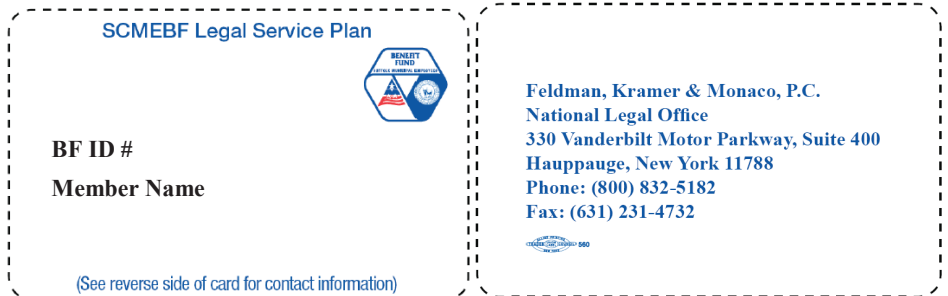 SCMEBF Legal Service Plan
BENEFIT
FUND
BF ID #
Member Name
(See reverse side of card for contact information)
Feldman, Kramer & Monaco, P.C.
National Legal Office
330 Vanderbilt Motor Parkway, Suite 400
Hauppauge, New York 11788
Phone: (800) 832-5182
Fax: (631) 231-4732
560